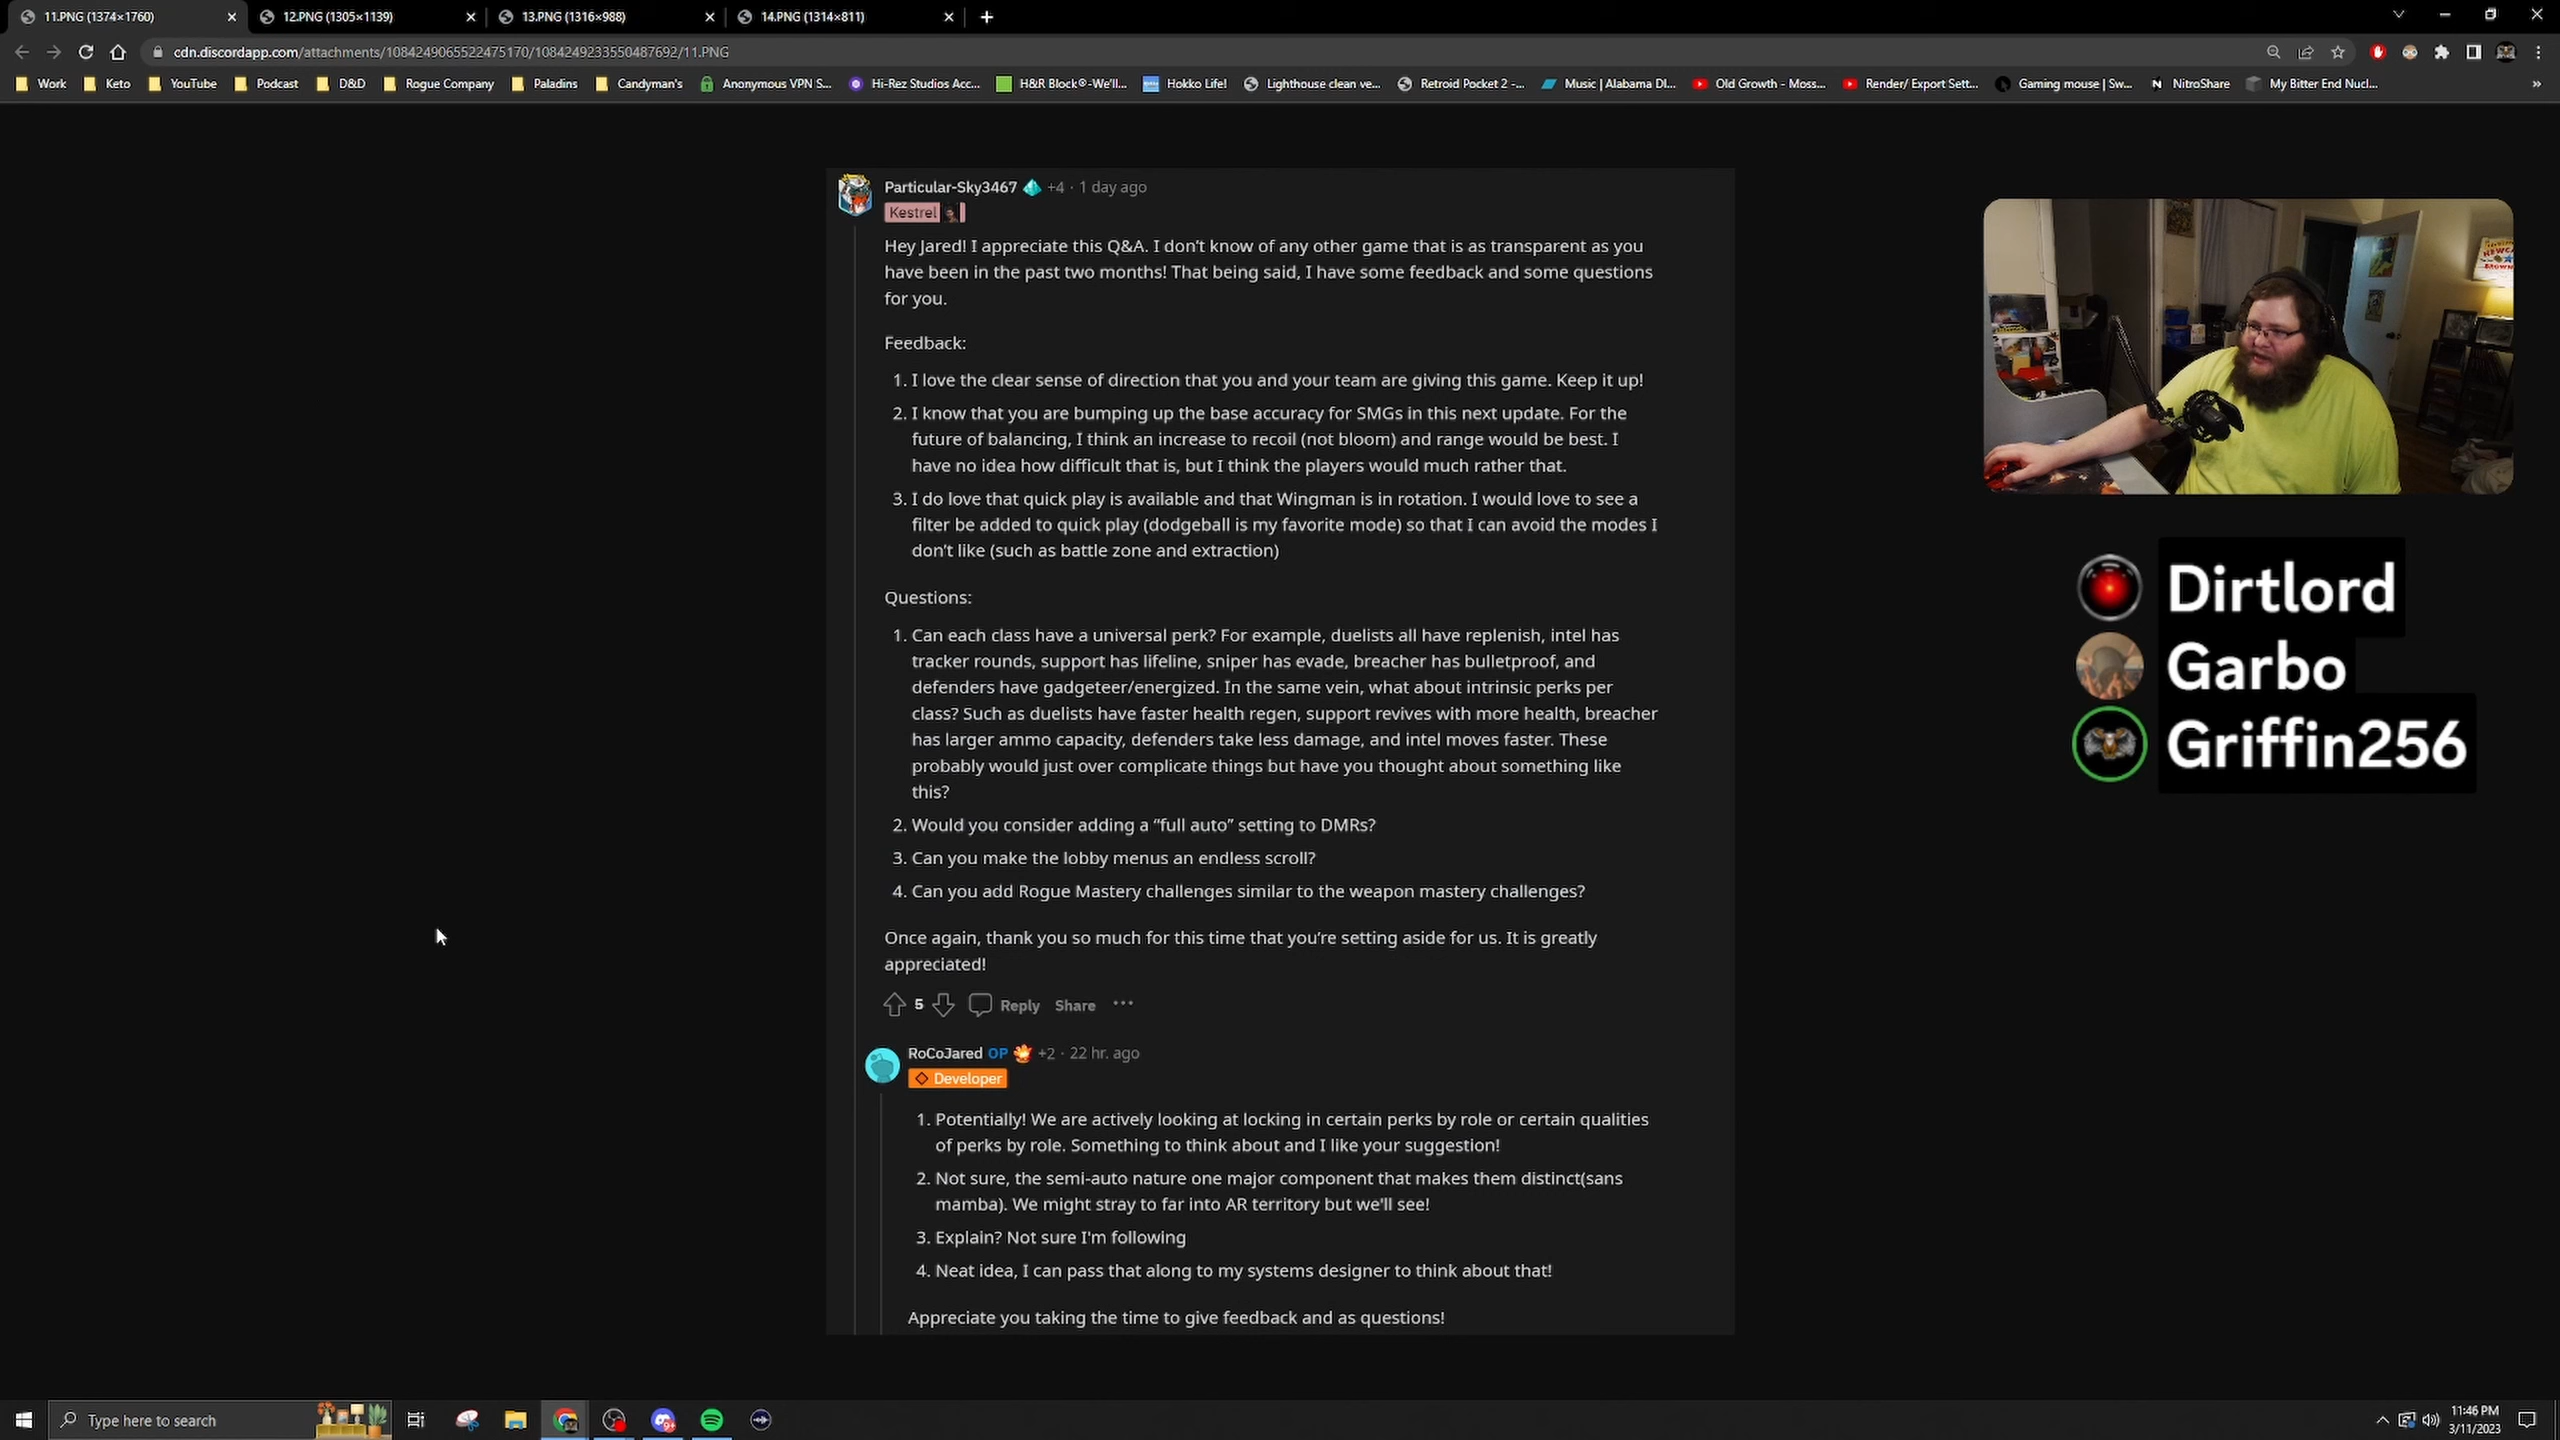 11.PNG (1374×1760)
12.PNG (1305×1139)
13.PNG (1316×988)
14.PNG (1314×811)
cdn.discordapp.com/attachments/1084249065522475170/1084249233550487692/11.PNG
Work
Keto
YouTube
Podcast
D&D
Rogue Company
Paladins
Candyman's
Anonymous VPN S...
Hi-Rez Studios Acc...
H&R Block®-We'll...
Hokko Life!
Lighthouse clean ve...
Retroid Pocket 2 -...
Music | Alabama DI...
Old Growth - Moss...
Render/ Export Sett...
Gaming mouse | Sw...
NitroShare
My Bitter End Nucl...
»
Particular-Sky3467 +4 · 1 day ago
Kestrel
Hey Jared! I appreciate this Q&A. I don't know of any other game that is as transparent as you
have been in the past two months! That being said, I have some feedback and some questions
for you.
Feedback:
1. I love the clear sense of direction that you and your team are giving this game. Keep it up!
2. I know that you are bumping up the base accuracy for SMGs in this next update. For the
future of balancing, I think an increase to recoil (not bloom) and range would be best. I
have no idea how difficult that is, but I think the players would much rather that.
3. I do love that quick play is available and that Wingman is in rotation. I would love to see a
filter be added to quick play (dodgeball is my favorite mode) so that I can avoid the modes I
don't like (such as battle zone and extraction)
Questions:
1. Can each class have a universal perk? For example, duelists all have replenish, intel has
tracker rounds, support has lifeline, sniper has evade, breacher has bulletproof, and
defenders have gadgeteer/energized. In the same vein, what about intrinsic perks per
class? Such as duelists have faster health regen, support revives with more health, breacher
has larger ammo capacity, defenders take less damage, and intel moves faster. These
probably would just over complicate things but have you thought about something like
this?
2. Would you consider adding a “full auto” setting to DMRs?
3. Can you make the lobby menus an endless scroll?
4. Can you add Rogue Mastery challenges similar to the weapon mastery challenges?
Once again, thank you so much for this time that you're setting aside for us. It is greatly
appreciated!
5 Reply Share ...
RoCoJared OP +2 · 22 hr. ago
Developer
1. Potentially! We are actively looking at locking in certain perks by role or certain qualities
of perks by role. Something to think about and I like your suggestion!
2. Not sure, the semi-auto nature one major component that makes them distinct(sans
mamba). We might stray to far into AR territory but we'll see!
3. Explain? Not sure I'm following
4. Neat idea, I can pass that along to my systems designer to think about that!
Appreciate you taking the time to give feedback and as questions!
Dirtlord
Garbo
Griffin256
Type here to search
11:46 PM
3/11/2023